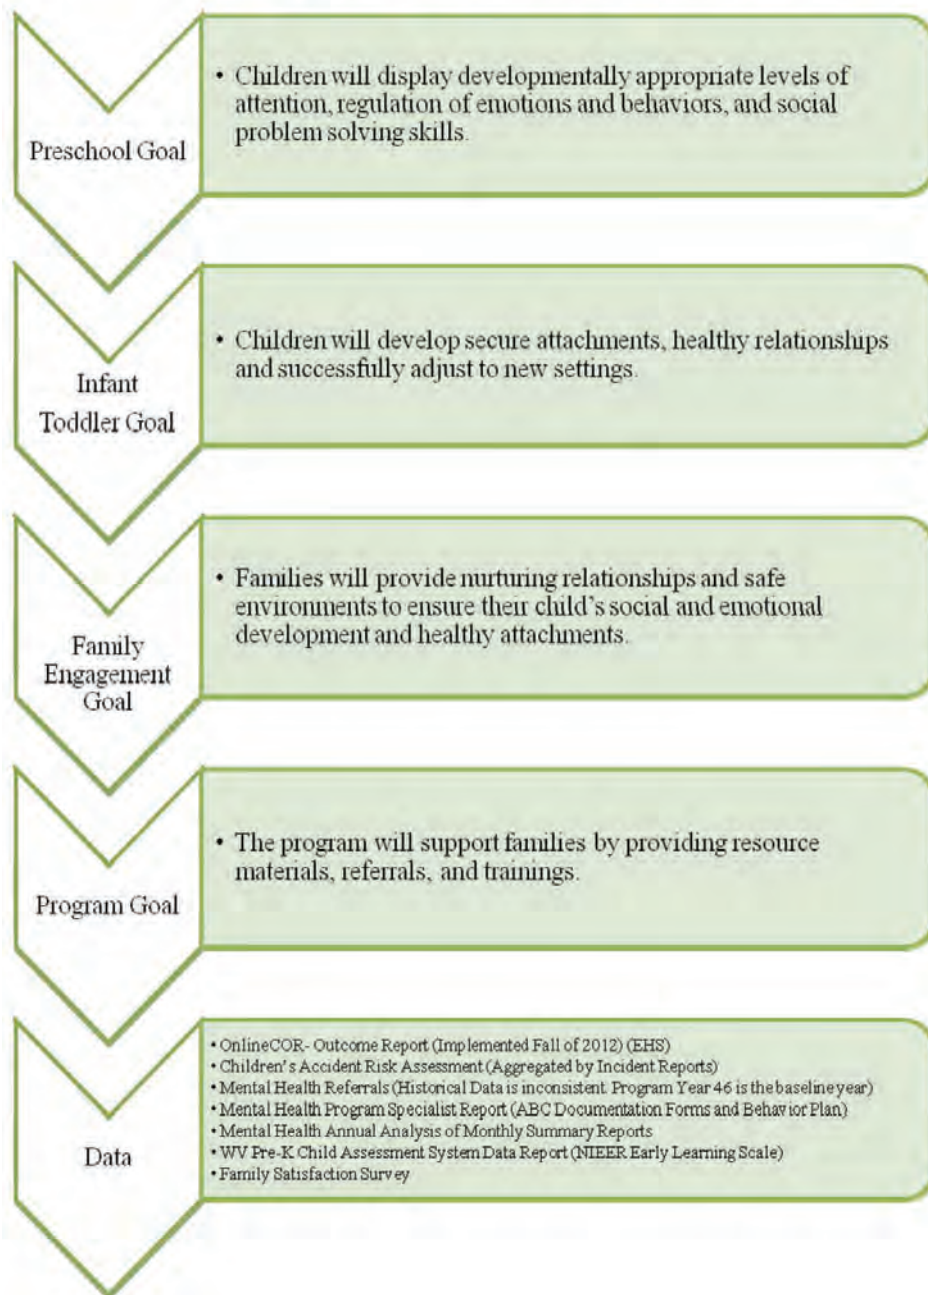 Preschool Goal
• Children will display developmentally appropriate levels of
attention, regulation of emotions and behaviors, and social
problem solving skills.
Infant
Toddler Goal
• Children will develop secure attachments, healthy relationships
and successfully adjust to new settings.
Family
Engagement
Goal
• Families will provide nurturing relationships and safe
environments to ensure their child's social and emotional
development and healthy attachments.
Program Goal
• The program will support families by providing resource
materials, referrals, and trainings.
Data
• OnlineCOR- Outcome Report (Implemented Fall of 2012) (EHS)
• Children's Accident Risk Assessment (Aggregated by Incident Reports)
• Mental Health Referrals (Historical Data is inconsistent. Program Year 46 is the baseline year)
• Mental Health Program Specialist Report (ABC Documentation Forms and Behavior Plan)
• Mental Health Annual Analysis of Monthly Summary Reports
• WV Pre-K Child Assessment System Data Report (NIEER Early Learning Scale)
• Family Satisfaction Survey